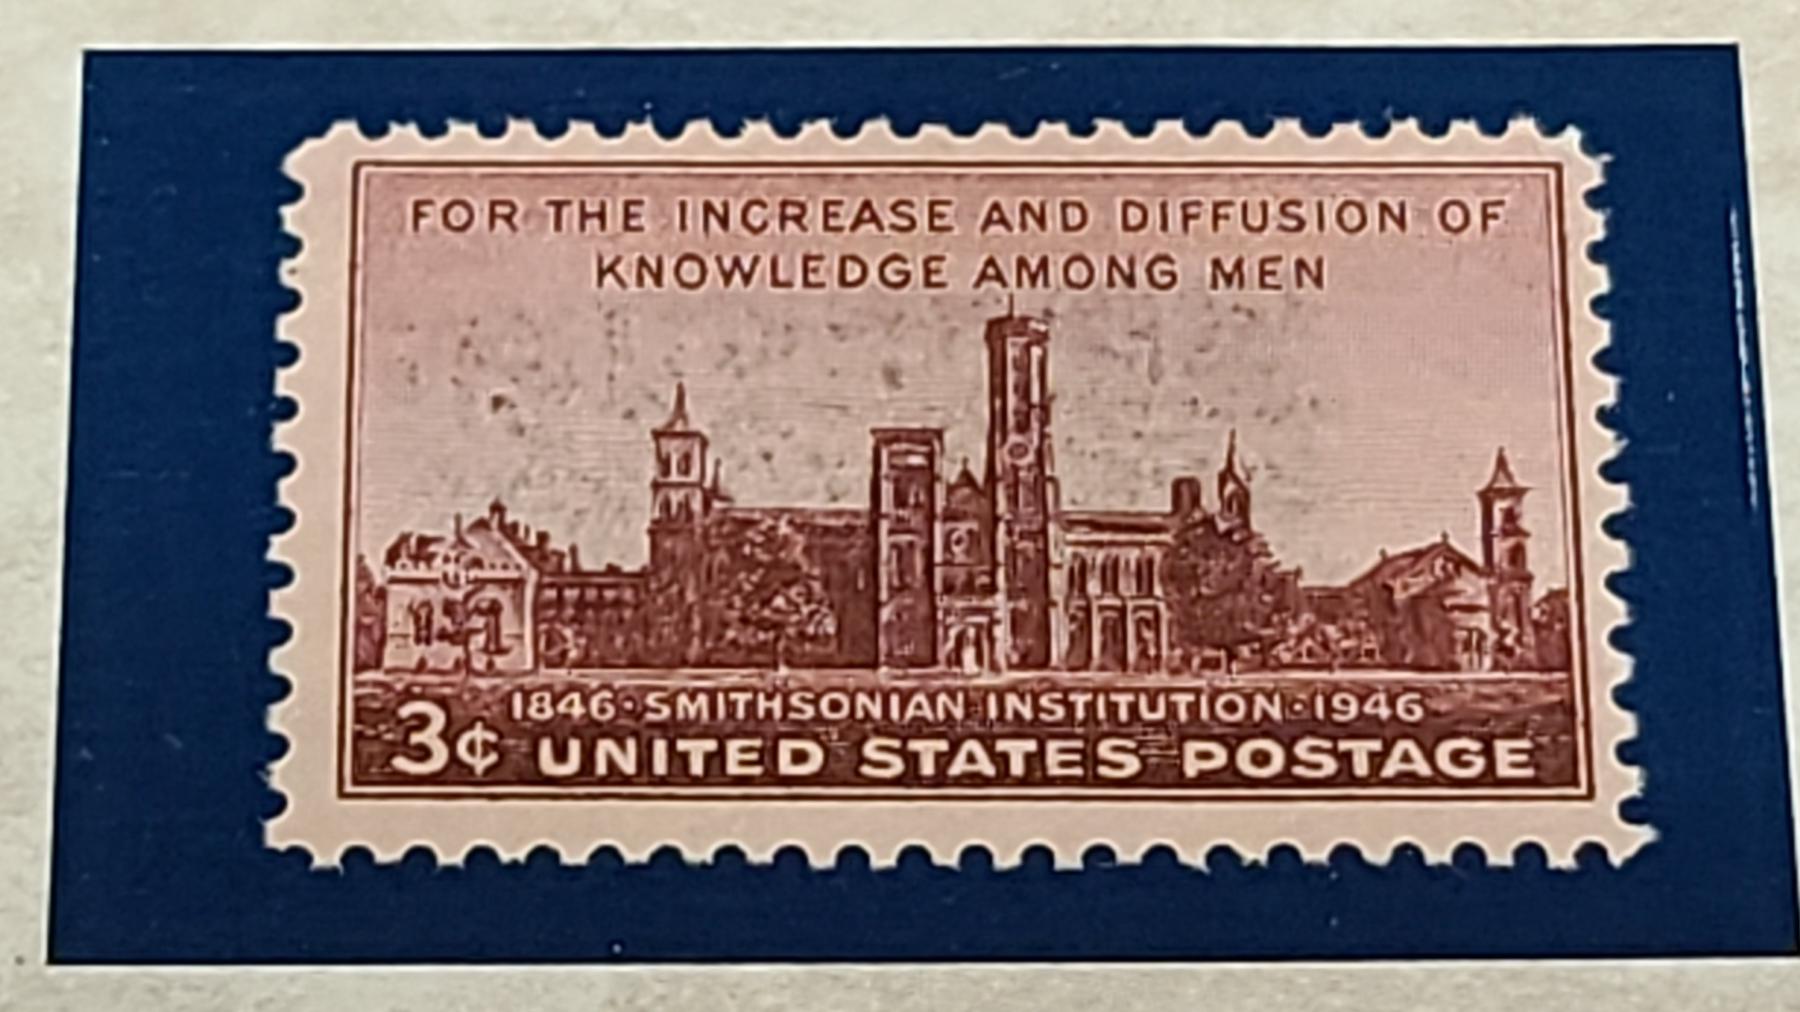 FOR THE INCREASE AND DIFFUSION OF
KNOWLEDGE AMONG MEN
1846·SMITHSONIAN INSTITUTION·1946
3¢ UNITED STATES POSTAGE